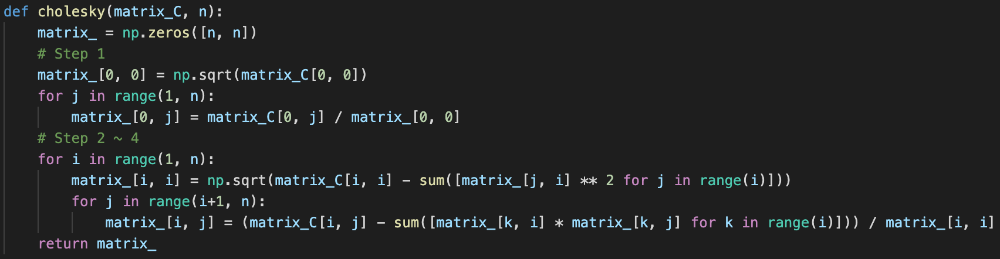 def cholesky(matrix_C, n):
    matrix_ = np.zeros([n, n])
    # Step 1
    matrix_[0, 0] = np.sqrt(matrix_C[0, 0])
    for j in range(1, n):
        matrix_[0, j] = matrix_C[0, j] / matrix_[0, 0]
    # Step 2 ~ 4
    for i in range(1, n):
        matrix_[i, i] = np.sqrt(matrix_C[i, i] - sum([matrix_[j, i] ** 2 for j in range(i)]))
        for j in range(i+1, n):
            matrix_[i, j] = (matrix_C[i, j] - sum([matrix_[k, i] * matrix_[k, j] for k in range(i)])) / matrix_[i, i]
    return matrix_